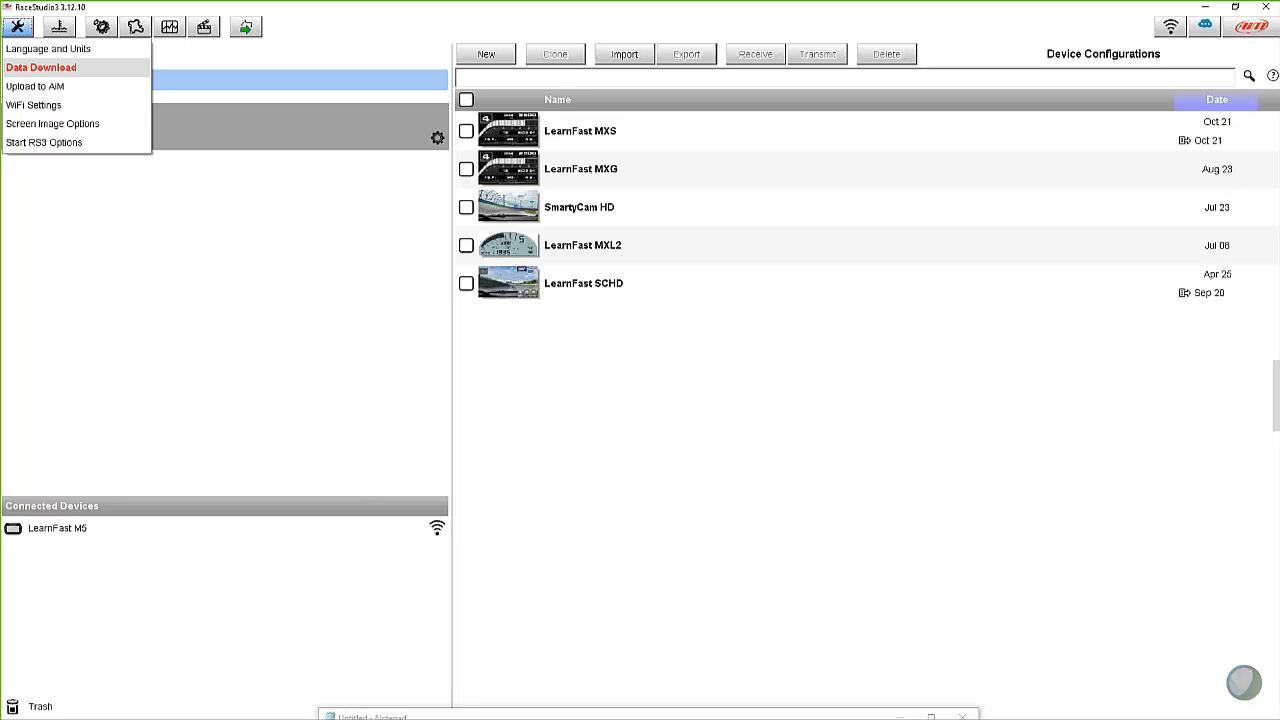 RaceStudio3 3.12.10
Language and Units
Data Download
Upload to AiM
WiFi Settings
Screen Image Options
Start RS3 Options
New
Clone
Import
Export
Receive
Transmit
Delete
Device Configurations
Name
Date
LearnFast MXS
Oct 21
Oct 21
LearnFast MXG
Aug 23
SmartyCam HD
Jul 23
LearnFast MXL2
Jul 08
LearnFast SCHD
Apr 25
Sep 20
Connected Devices
LearnFast M5
Trash
Untitled - Notepad